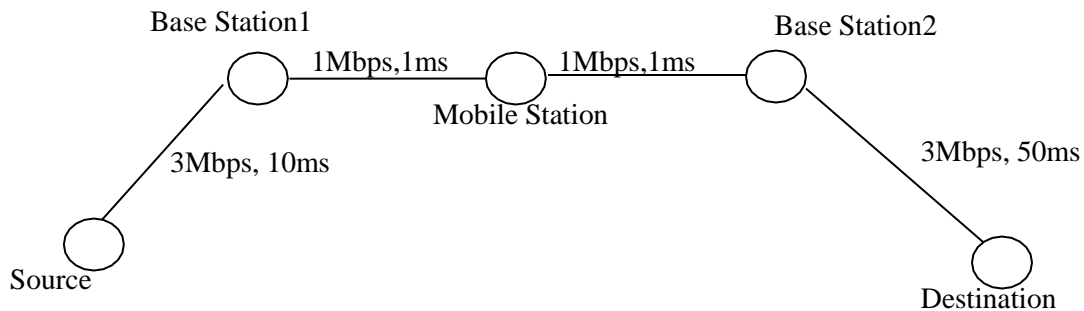 Base Station1
Base Station2
1Mbps,1ms
1Mbps,1ms
Mobile Station
3Mbps, 10ms
3Mbps, 50ms
Source
Destination